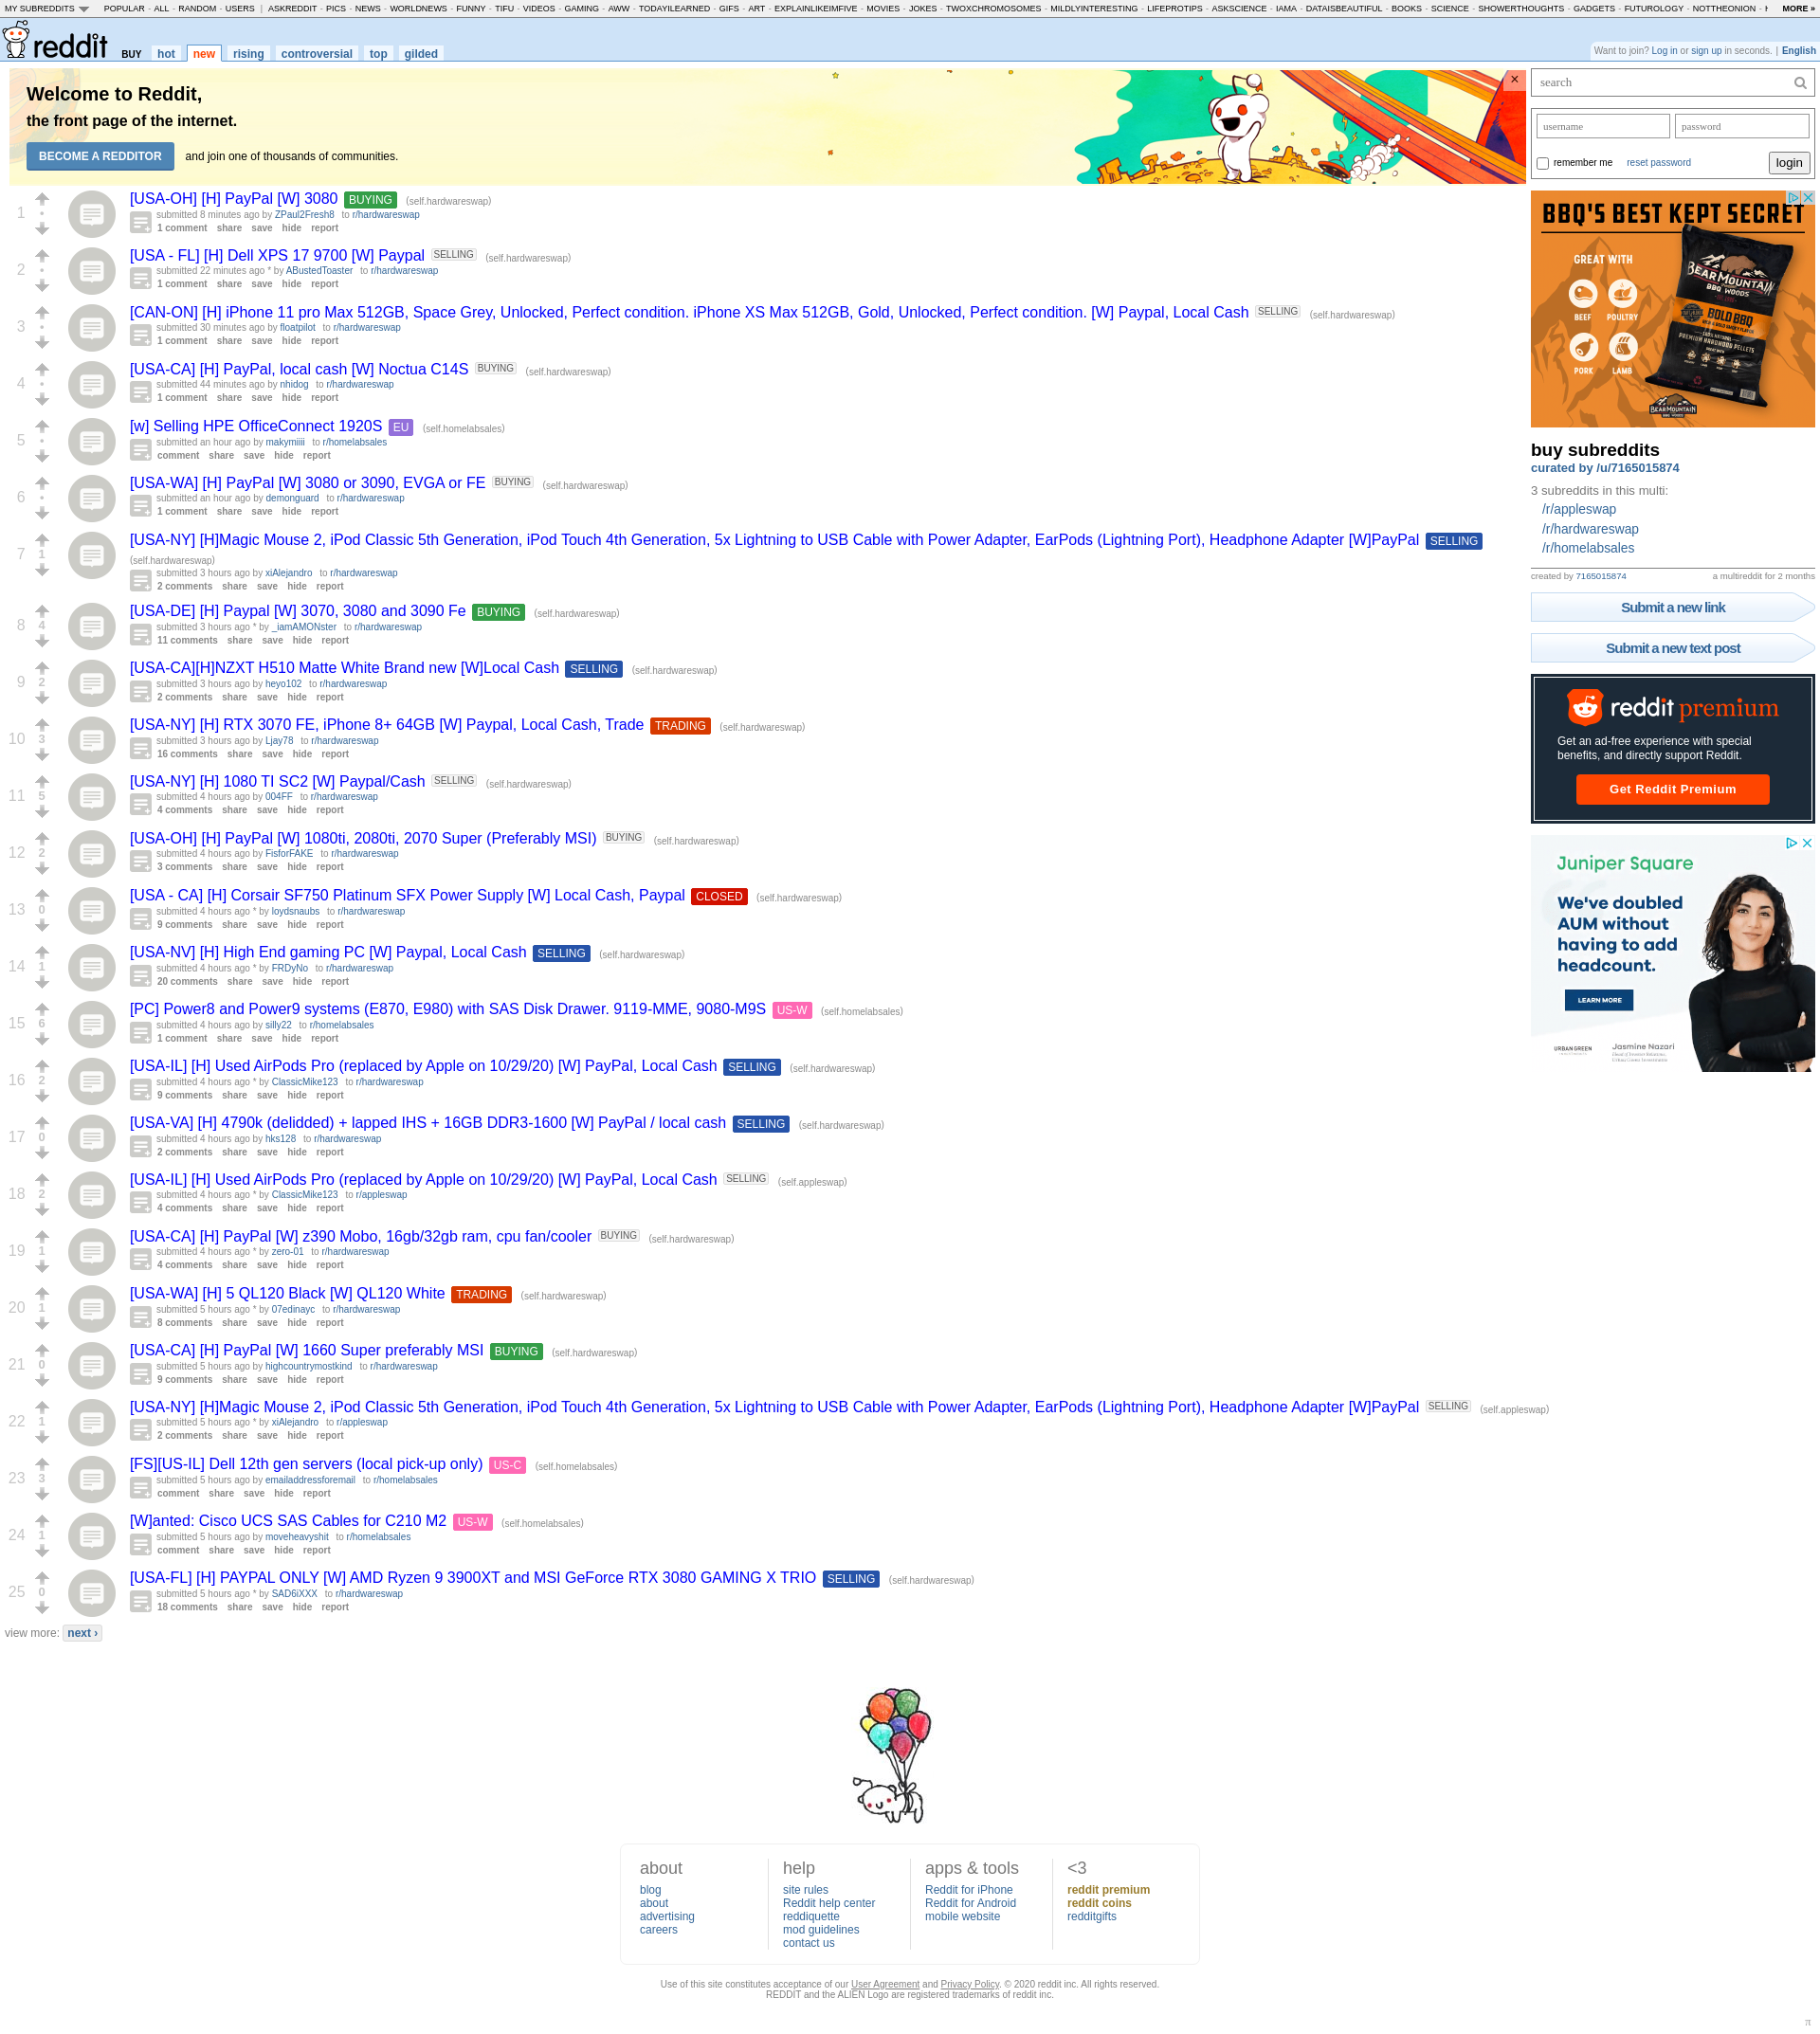 MY SUBREDDITS POPULAR - ALL - RANDOM - USERS | ASKREDDIT - PICS - NEWS - WORLDNEWS - FUNNY - TIFU - VIDEOS - GAMING - AWW - TODAYILEARNED - GIFS - ART - EXPLAINLIKEIMFIVE - MOVIES - JOKES - TWOXCHROMOSOMES - MILDLYINTERESTING - LIFEPROTIPS - ASKSCIENCE - IAMA - DATAISBEAUTIFUL - BOOKS - SCIENCE - SHOWERTHOUGHTS - GADGETS - FUTUROLOGY - NOTTHEONION - MORE »
reddit BUY hot new rising controversial top gilded
Want to join? Log in or sign up in seconds. | English
Welcome to Reddit,
the front page of the internet.
BECOME A REDDITOR and join one of thousands of communities.
×
1
[USA-OH] [H] PayPal [W] 3080 BUYING (self.hardwareswap)
submitted 8 minutes ago by ZPaul2Fresh8 to r/hardwareswap
1 comment share save hide report
2
[USA - FL] [H] Dell XPS 17 9700 [W] Paypal SELLING (self.hardwareswap)
submitted 22 minutes ago * by ABustedToaster to r/hardwareswap
1 comment share save hide report
3
[CAN-ON] [H] iPhone 11 pro Max 512GB, Space Grey, Unlocked, Perfect condition. iPhone XS Max 512GB, Gold, Unlocked, Perfect condition. [W] Paypal, Local Cash SELLING (self.hardwareswap)
submitted 30 minutes ago by floatpilot to r/hardwareswap
1 comment share save hide report
4
[USA-CA] [H] PayPal, local cash [W] Noctua C14S BUYING (self.hardwareswap)
submitted 44 minutes ago by nhidog to r/hardwareswap
1 comment share save hide report
5
[w] Selling HPE OfficeConnect 1920S EU (self.homelabsales)
submitted an hour ago by makymiiii to r/homelabsales
comment share save hide report
6
[USA-WA] [H] PayPal [W] 3080 or 3090, EVGA or FE BUYING (self.hardwareswap)
submitted an hour ago by demonguard to r/hardwareswap
1 comment share save hide report
7 1
[USA-NY] [H]Magic Mouse 2, iPod Classic 5th Generation, iPod Touch 4th Generation, 5x Lightning to USB Cable with Power Adapter, EarPods (Lightning Port), Headphone Adapter [W]PayPal SELLING
(self.hardwareswap)
submitted 3 hours ago by xiAlejandro to r/hardwareswap
2 comments share save hide report
8 4
[USA-DE] [H] Paypal [W] 3070, 3080 and 3090 Fe BUYING (self.hardwareswap)
submitted 3 hours ago * by _iamAMONster to r/hardwareswap
11 comments share save hide report
9 2
[USA-CA][H]NZXT H510 Matte White Brand new [W]Local Cash SELLING (self.hardwareswap)
submitted 3 hours ago by heyo102 to r/hardwareswap
2 comments share save hide report
10 3
[USA-NY] [H] RTX 3070 FE, iPhone 8+ 64GB [W] Paypal, Local Cash, Trade TRADING (self.hardwareswap)
submitted 3 hours ago by Ljay78 to r/hardwareswap
16 comments share save hide report
11 5
[USA-NY] [H] 1080 TI SC2 [W] Paypal/Cash SELLING (self.hardwareswap)
submitted 4 hours ago by 004FF to r/hardwareswap
4 comments share save hide report
12 2
[USA-OH] [H] PayPal [W] 1080ti, 2080ti, 2070 Super (Preferably MSI) BUYING (self.hardwareswap)
submitted 4 hours ago by FisforFAKE to r/hardwareswap
3 comments share save hide report
13 0
[USA - CA] [H] Corsair SF750 Platinum SFX Power Supply [W] Local Cash, Paypal CLOSED (self.hardwareswap)
submitted 4 hours ago * by loydsnaubs to r/hardwareswap
9 comments share save hide report
14 1
[USA-NV] [H] High End gaming PC [W] Paypal, Local Cash SELLING (self.hardwareswap)
submitted 4 hours ago * by FRDyNo to r/hardwareswap
20 comments share save hide report
15 6
[PC] Power8 and Power9 systems (E870, E980) with SAS Disk Drawer. 9119-MME, 9080-M9S US-W (self.homelabsales)
submitted 4 hours ago by silly22 to r/homelabsales
1 comment share save hide report
16 2
[USA-IL] [H] Used AirPods Pro (replaced by Apple on 10/29/20) [W] PayPal, Local Cash SELLING (self.hardwareswap)
submitted 4 hours ago * by ClassicMike123 to r/hardwareswap
9 comments share save hide report
17 0
[USA-VA] [H] 4790k (delidded) + lapped IHS + 16GB DDR3-1600 [W] PayPal / local cash SELLING (self.hardwareswap)
submitted 4 hours ago by hks128 to r/hardwareswap
2 comments share save hide report
18 2
[USA-IL] [H] Used AirPods Pro (replaced by Apple on 10/29/20) [W] PayPal, Local Cash SELLING (self.appleswap)
submitted 4 hours ago * by ClassicMike123 to r/appleswap
4 comments share save hide report
19 1
[USA-CA] [H] PayPal [W] z390 Mobo, 16gb/32gb ram, cpu fan/cooler BUYING (self.hardwareswap)
submitted 4 hours ago * by zero-01 to r/hardwareswap
4 comments share save hide report
20 1
[USA-WA] [H] 5 QL120 Black [W] QL120 White TRADING (self.hardwareswap)
submitted 5 hours ago * by 07edinayc to r/hardwareswap
8 comments share save hide report
21 0
[USA-CA] [H] PayPal [W] 1660 Super preferably MSI BUYING (self.hardwareswap)
submitted 5 hours ago by highcountrymostkind to r/hardwareswap
9 comments share save hide report
22 1
[USA-NY] [H]Magic Mouse 2, iPod Classic 5th Generation, iPod Touch 4th Generation, 5x Lightning to USB Cable with Power Adapter, EarPods (Lightning Port), Headphone Adapter [W]PayPal SELLING (self.appleswap)
submitted 5 hours ago * by xiAlejandro to r/appleswap
2 comments share save hide report
23 3
[FS][US-IL] Dell 12th gen servers (local pick-up only) US-C (self.homelabsales)
submitted 5 hours ago by emailaddressforemail to r/homelabsales
comment share save hide report
24 1
[W]anted: Cisco UCS SAS Cables for C210 M2 US-W (self.homelabsales)
submitted 5 hours ago by moveheavyshit to r/homelabsales
comment share save hide report
25 0
[USA-FL] [H] PAYPAL ONLY [W] AMD Ryzen 9 3900XT and MSI GeForce RTX 3080 GAMING X TRIO SELLING (self.hardwareswap)
submitted 5 hours ago * by SAD6iXXX to r/hardwareswap
18 comments share save hide report
view more: next ›
search
username password
remember me reset password login
BBQ'S BEST KEPT SECRET
GREAT WITH
BEEF POULTRY
PORK LAMB
BEARMOUNTAIN
BBQ WOODS
BOLD BBQ
PREMIUM HARDWOOD PELLETS
BEARMOUNTAIN
buy subreddits
curated by /u/7165015874
3 subreddits in this multi:
/r/appleswap
/r/hardwareswap
/r/homelabsales
created by 7165015874 a multireddit for 2 months
Submit a new link
Submit a new text post
reddit premium
Get an ad-free experience with special
benefits, and directly support Reddit.
Get Reddit Premium
Juniper Square
We've doubled
AUM without
having to add
headcount.
LEARN MORE
URBAN GREEN Jasmine Nazari
about
blog
about
advertising
careers
help
site rules
Reddit help center
reddiquette
mod guidelines
contact us
apps & tools
Reddit for iPhone
Reddit for Android
mobile website
<3
reddit premium
reddit coins
redditgifts
Use of this site constitutes acceptance of our User Agreement and Privacy Policy. © 2020 reddit inc. All rights reserved.
REDDIT and the ALIEN Logo are registered trademarks of reddit inc.
π